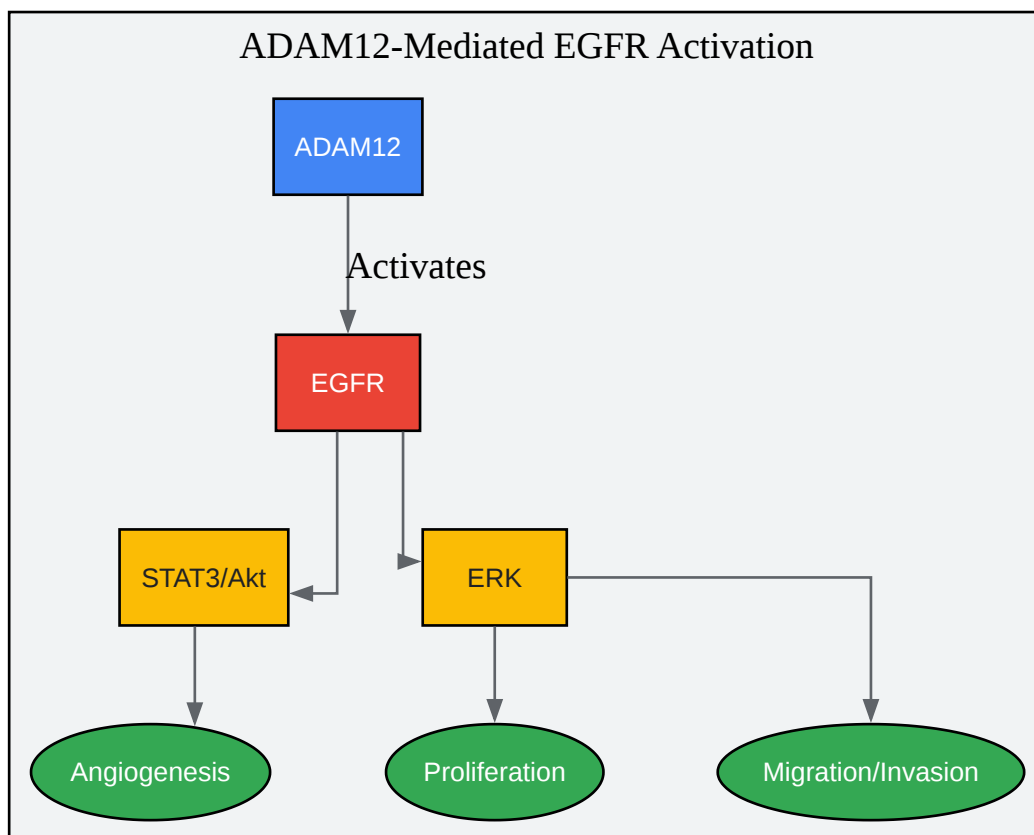 ADAM12-Mediated EGFR Activation
ADAM12
Activates
EGFR
STAT3/Akt
ERK
Angiogenesis
Proliferation
Migration/Invasion